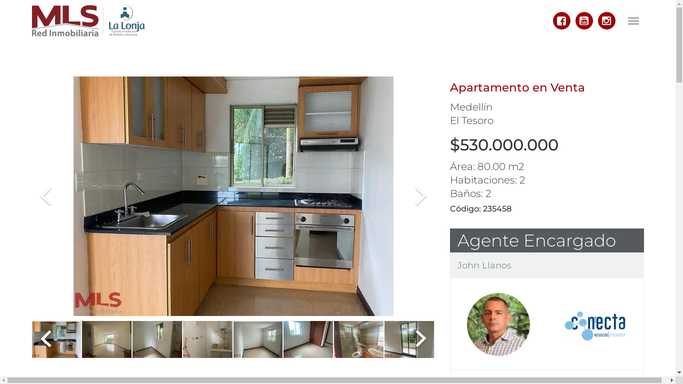 MLS
Red Inmobiliaria
La Lonja
Apartamento en Venta
Medellín
El Tesoro
$530.000.000
Área: 80.00 m2
Habitaciones: 2
Baños: 2
Código: 235458
MLS
Agente Encargado
John Llanos
conecta